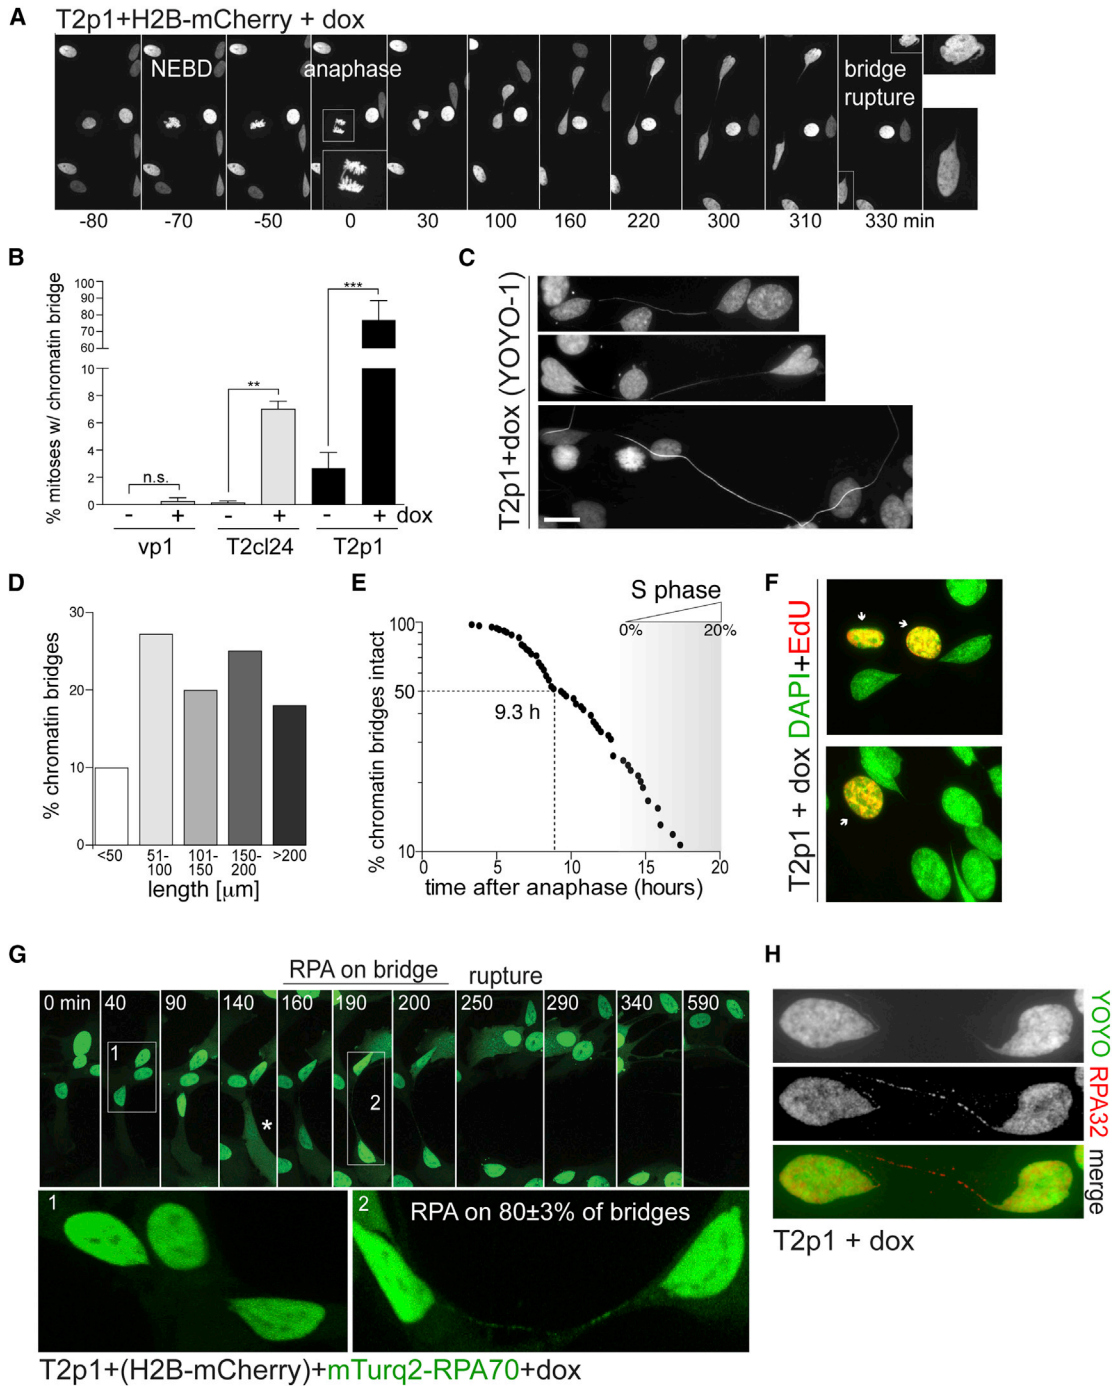 A
T2p1+H2B-mCherry + dox
NEBD
anaphase
bridge
rupture
-80
-70
-50
0
30
100
160
220
300
310
330 min
B
% mitoses w/ chromatin bridge
100
90
80
70
60
10
8
6
4
2
0
n.s.
**
***
- + - + - + dox
vp1
T2cl24
T2p1
C
T2p1+dox (YOYO-1)
D
% chromatin bridges
30
20
10
0
<50
51-
100
101-
150
150-
200
>200
length [μm]
E
S phase
0%
20%
% chromatin bridges intact
100
50
10
9.3 h
0
5
10
15
20
time after anaphase (hours)
F
T2p1 + dox DAPI+EdU
G
RPA on bridge
rupture
0 min
40
90
140
160
190
200
250
290
340
590
1
*
2
1
2
RPA on 80±3% of bridges
T2p1+(H2B-mCherry)+mTurq2-RPA70+dox
H
YOYO RPA32 merge
T2p1 + dox